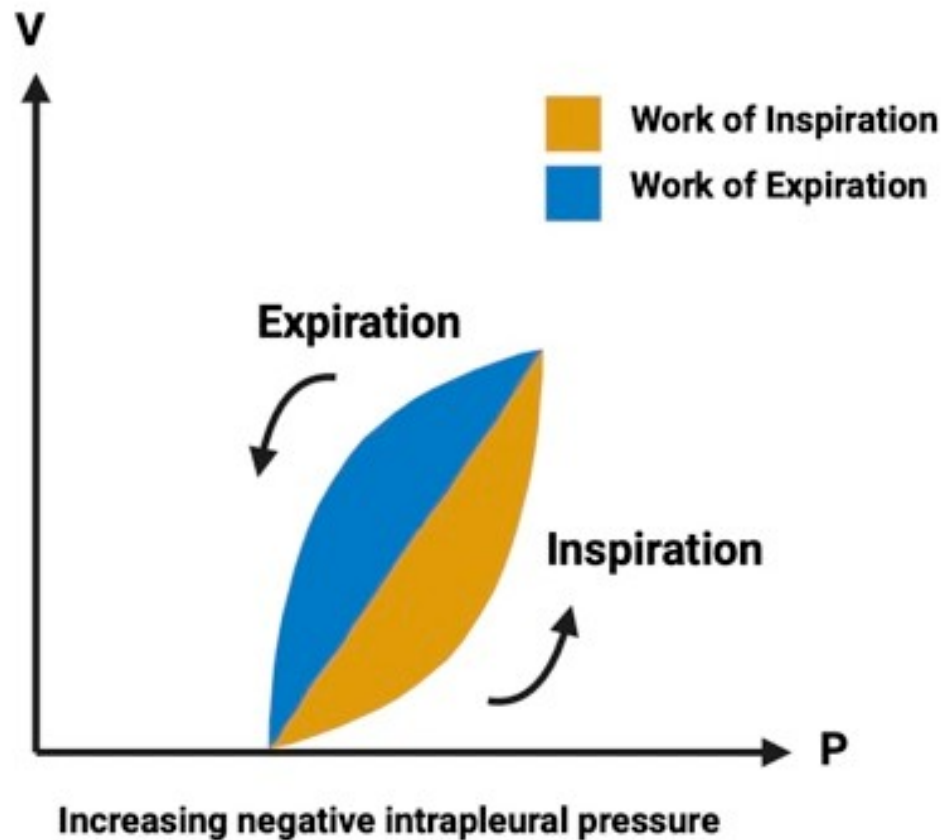 V
Work of Inspiration
Work of Expiration
Expiration
Inspiration
P
Increasing negative intrapleural pressure